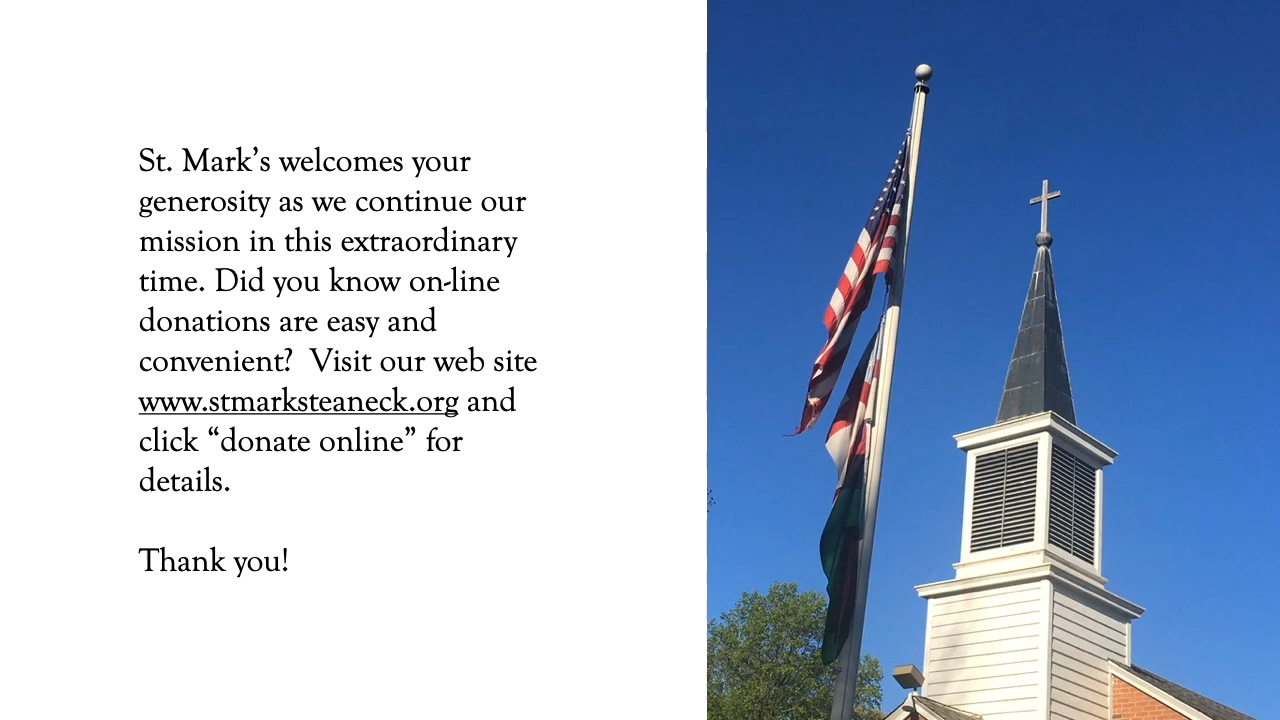 St. Mark’s welcomes your
generosity as we continue our
mission in this extraordinary
time. Did you know on-line
donations are easy and
convenient?  Visit our web site
www.stmarksteaneck.org and
click “donate online” for
details.

Thank you!